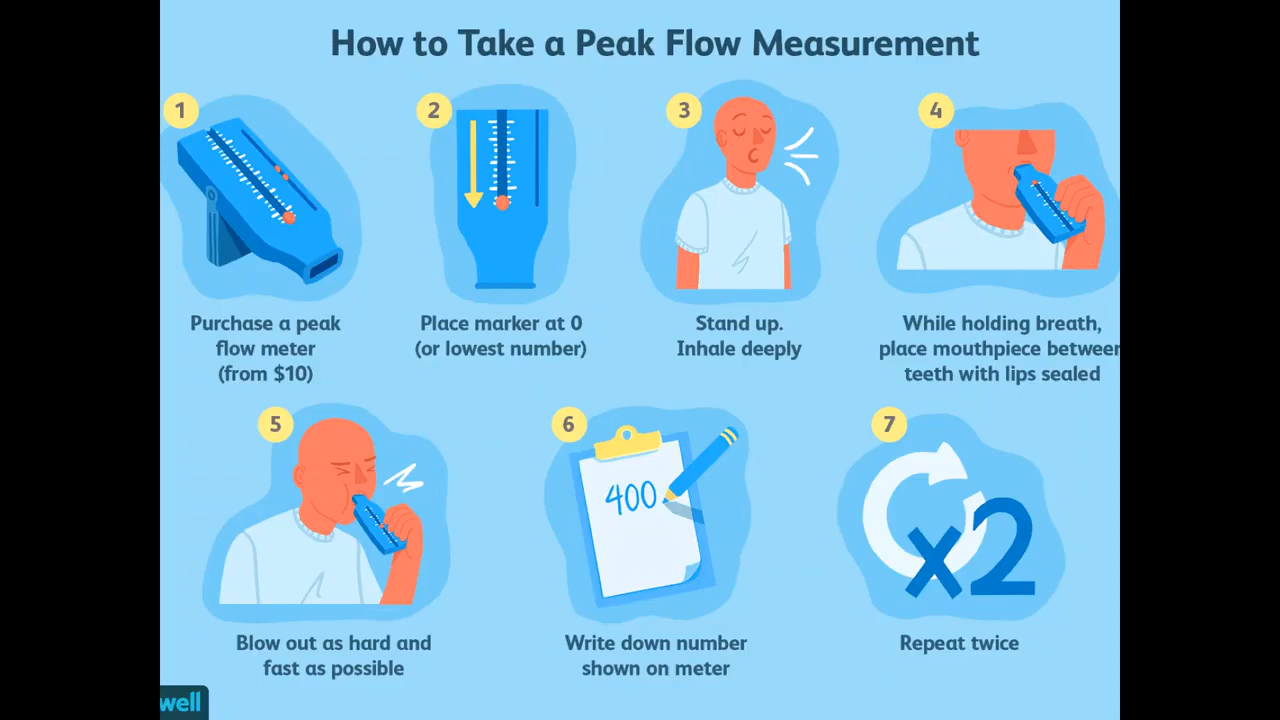 How to Take a Peak Flow Measurement
1
2
3
4
Purchase a peak
flow meter
(from $10)
Place marker at 0
(or lowest number)
Stand up.
Inhale deeply
While holding breath,
place mouthpiece between
teeth with lips sealed
5
6
7
400
x2
Blow out as hard and
fast as possible
Write down number
shown on meter
Repeat twice
well